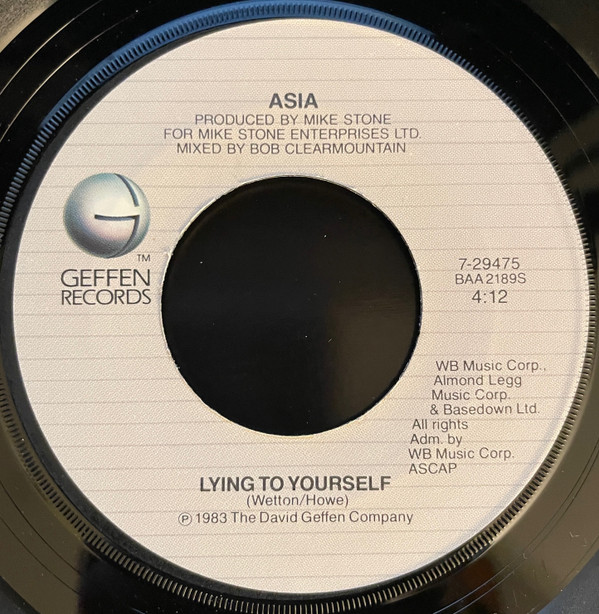 ASIA
PRODUCED BY MIKE STONE
FOR MIKE STONE ENTERPRISES LTD.
MIXED BY BOB CLEARMOUNTAIN
TM
GEFFEN
RECORDS
7-29475
BAA 2189S
4:12
WB Music Corp.,
Almond Legg
Music Corp.
& Basedown Ltd.
All rights
Adm. by
WB Music Corp.
ASCAP
LYING TO YOURSELF
(Wetton/Howe)
℗ 1983 The David Geffen Company